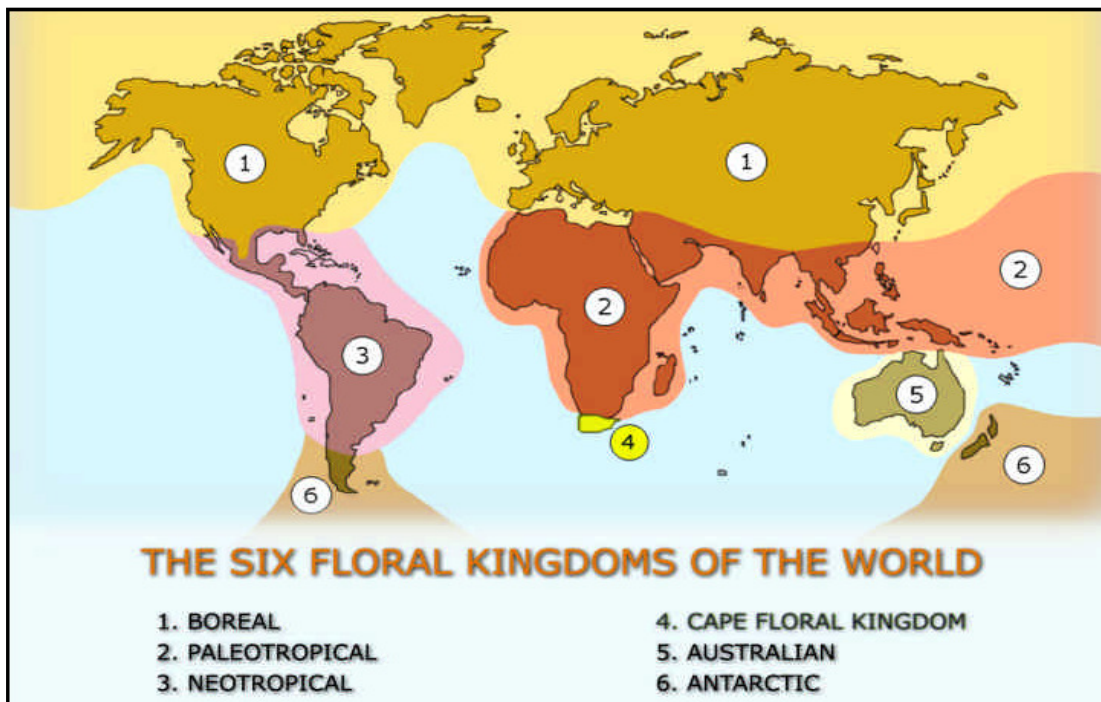 1
1
2
2
3
4
5
6
6
THE SIX FLORAL KINGDOMS OF THE WORLD
1. BOREAL
2. PALEOTROPICAL
3. NEOTROPICAL
4. CAPE FLORAL KINGDOM
5. AUSTRALIAN
6. ANTARCTIC